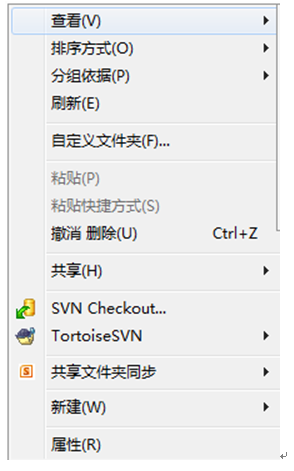 查看(V)
排序方式(O)
分组依据(P)
刷新(E)
自定义文件夹(F)...
粘贴(P)
粘贴快捷方式(S)
撤消 删除(U) Ctrl+Z
共享(H)
SVN Checkout...
TortoiseSVN
共享文件夹同步
新建(W)
属性(R)